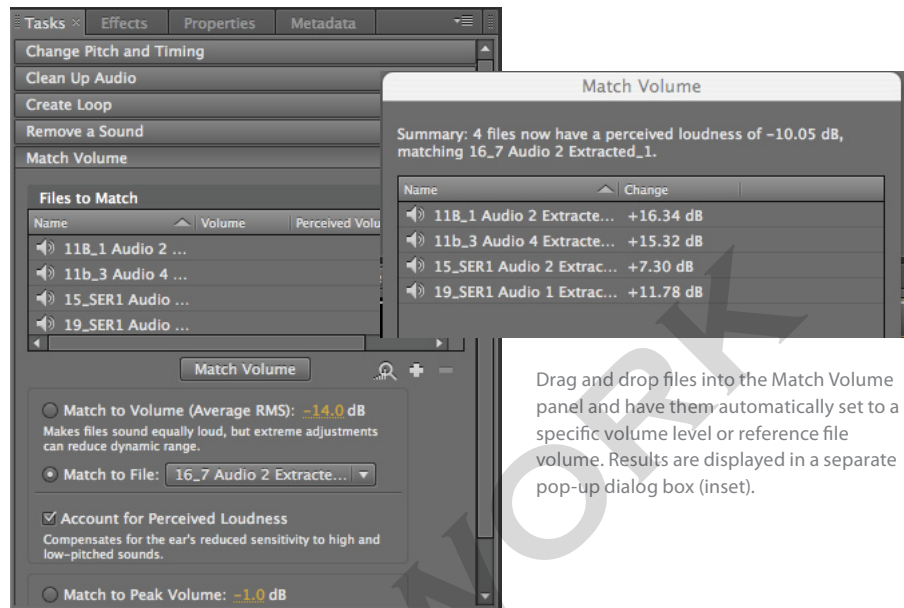 Tasks × Effects Properties Metadata
Change Pitch and Timing
Clean Up Audio
Create Loop
Remove a Sound
Match Volume
Files to Match
Name Volume Perceived Volu
11B_1 Audio 2 ...
11b_3 Audio 4 ...
15_SER1 Audio ...
19_SER1 Audio ...
Match Volume
Match to Volume (Average RMS): -14.0 dB
Makes files sound equally loud, but extreme adjustments
can reduce dynamic range.
Match to File: 16_7 Audio 2 Extracte...
Account for Perceived Loudness
Compensates for the ear's reduced sensitivity to high and
low-pitched sounds.
Match to Peak Volume: -1.0 dB
Match Volume
Summary: 4 files now have a perceived loudness of -10.05 dB,
matching 16_7 Audio 2 Extracted_1.
Name Change
11B_1 Audio 2 Extracte... +16.34 dB
11b_3 Audio 4 Extracte... +15.32 dB
15_SER1 Audio 2 Extrac... +7.30 dB
19_SER1 Audio 1 Extrac... +11.78 dB
Drag and drop files into the Match Volume
panel and have them automatically set to a
specific volume level or reference file
volume. Results are displayed in a separate
pop-up dialog box (inset).
WORK